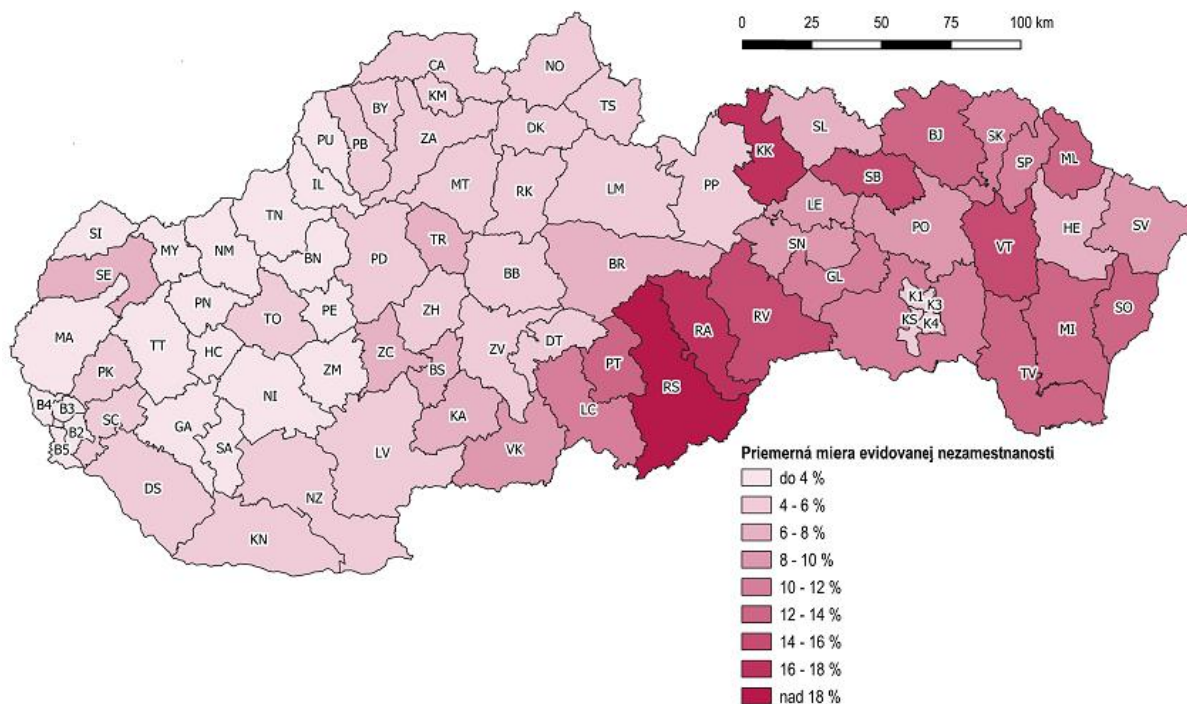 0 25 50 75 100 km
CA
NO
KM
TS
BY
PU
PB
ZA
DK
IL
MT
RK
LM
PP
KK
SL
BJ
SK
SP
ML
SB
LE
PO
VT
HE
SV
SI
MY
NM
TN
BN
PD
TR
BB
BR
SN
GL
SE
PN
TO
PE
ZH
ZV
DT
RA
RV
K1
K3
KS
K4
MI
SO
MA
TT
HC
ZM
ZC
BS
PT
RS
TV
PK
NI
KA
LC
B4
B3
B2
B5
SC
GA
SA
LV
VK
DS
NZ
KN
Priemerná miera evidovanej nezamestnanosti
do 4 %
4 - 6 %
6 - 8 %
8 - 10 %
10 - 12 %
12 - 14 %
14 - 16 %
16 - 18 %
nad 18 %